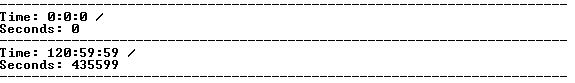 Time: 0:0:0 /
Seconds: 0
Time: 120:59:59 /
Seconds: 435599